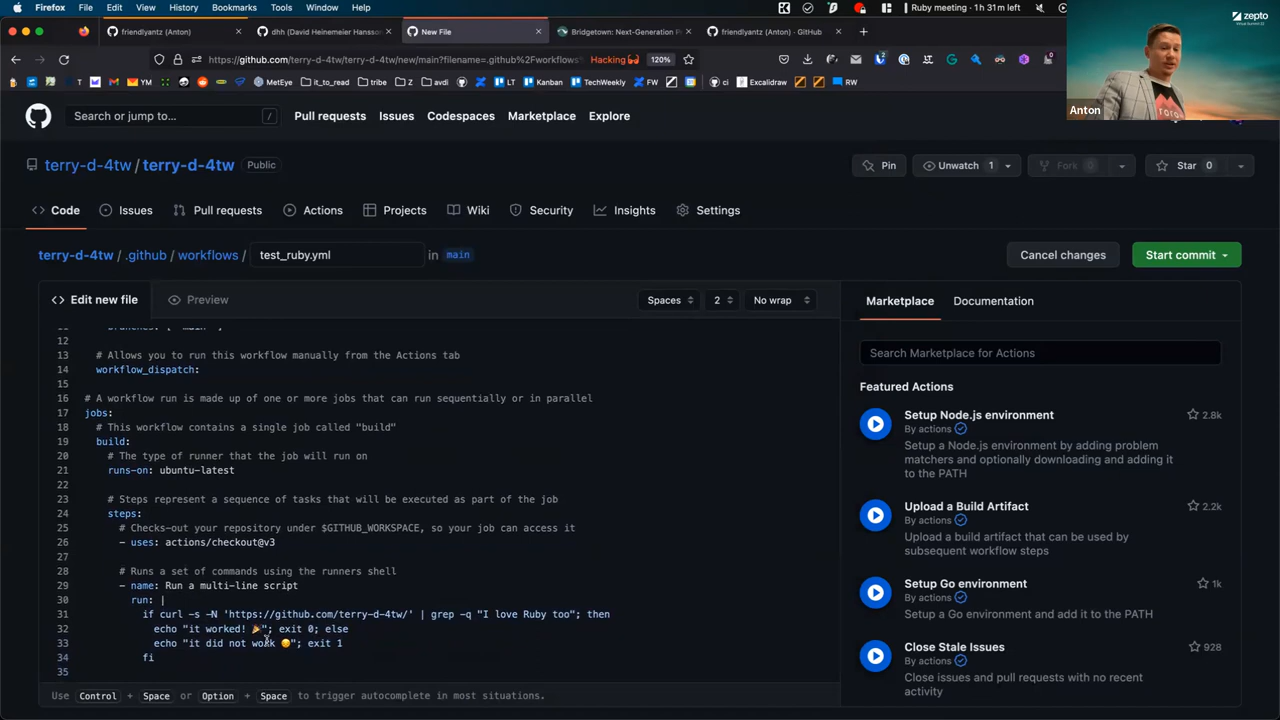 Firefox File Edit View History Bookmarks Tools Window Help
Ruby meeting · 1h 31m left
friendlyantz (Anton)
dhh (David Heinemeier Hansso
New File
Bridgetown: Next-Generation P
friendlyantz (Anton) · GitHub
https://github.com/terry-d-4tw/terry-d-4tw/new/main?filename=.github%2Fworkflows
Hacking
120%
YM
MetEye
it_to_read
tribe
Z
avdi
LT
BitWeekly
TechWeekly
HW
ci
Excalidraw
RW
zepto
Anton
Search or jump to...
/
Pull requests
Issues
Codespaces
Marketplace
Explore
terry-d-4tw / terry-d-4tw
Public
Pin
Unwatch 1
Fork 0
Star 0
Code
Issues
Pull requests
Actions
Projects
Wiki
Security
Insights
Settings
terry-d-4tw / .github / workflows / test_ruby.yml in main
Cancel changes
Start commit
<> Edit new file
Preview
Spaces
2
No wrap
12
13 # Allows you to run this workflow manually from the Actions tab
14 workflow_dispatch:
15
16 # A workflow run is made up of one or more jobs that can run sequentially or in parallel
17 jobs:
18 # This workflow contains a single job called "build"
19 build:
20 # The type of runner that the job will run on
21 runs-on: ubuntu-latest
22
23 # Steps represent a sequence of tasks that will be executed as part of the job
24 steps:
25 # Checks-out your repository under $GITHUB_WORKSPACE, so your job can access it
26 - uses: actions/checkout@v3
27
28 # Runs a set of commands using the runners shell
29 - name: Run a multi-line script
30 run: |
31 if curl -s -N 'https://github.com/terry-d-4tw/' | grep -q "I love Ruby too"; then
32 echo "it worked! 🎉"; exit 0; else
33 echo "it did not work 😞"; exit 1
34 fi
35
Use Control + Space or Option + Space to trigger autocomplete in most situations.
Marketplace
Documentation
Search Marketplace for Actions
Featured Actions
Setup Node.js environment
2.8k
By actions
Setup a Node.js environment by adding problem
matchers and optionally downloading and adding it
to the PATH
Upload a Build Artifact
2.2k
By actions
Upload a build artifact that can be used by
subsequent workflow steps
Setup Go environment
1k
By actions
Setup a Go environment and add it to the PATH
Close Stale Issues
928
By actions
Close issues and pull requests with no recent
activity